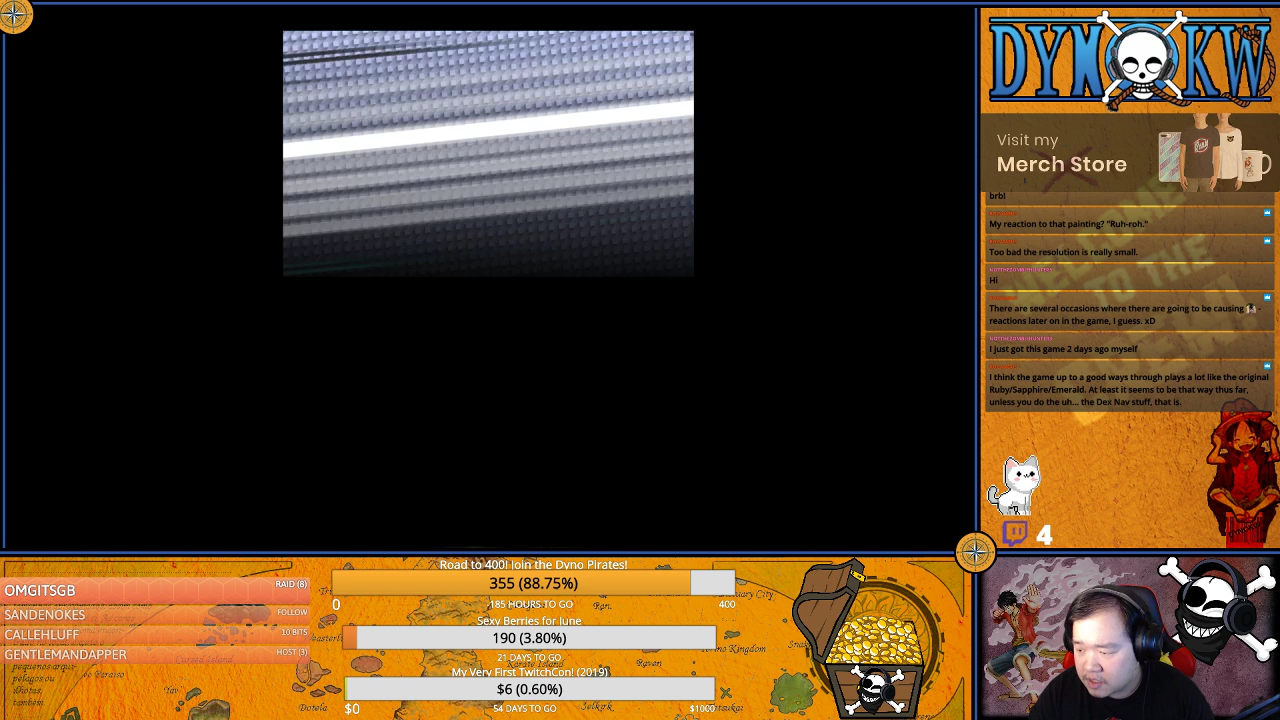 DYN KW
Visit my
Merch Store
brb!
My reaction to that painting? "Ruh-roh."
Too bad the resolution is really small.
Hi
There are several occasions where there are going to be causing
reactions later on in the game, I guess. xD
I just got this game 2 days ago myself
I think the game up to a good ways through plays a lot like the original
Ruby/Sapphire/Emerald. At least it seems to be that way thus far,
unless you do the uh... the Dex Nav stuff, that is.
4
Road to 400! Join the Dyno Pirates!
355 (88.75%)
0
185 HOURS TO GO
400
Sexy Berries for June
190 (3.80%)
21 DAYS TO GO
My Very First TwitchCon! (2019)
$6 (0.60%)
$0
54 DAYS TO GO
$1000
OMGITSGB
RAID (8)
SANDENOKES
FOLLOW
CALLEHLUFF
10 BITS
GENTLEMANDAPPER
HOST (3)